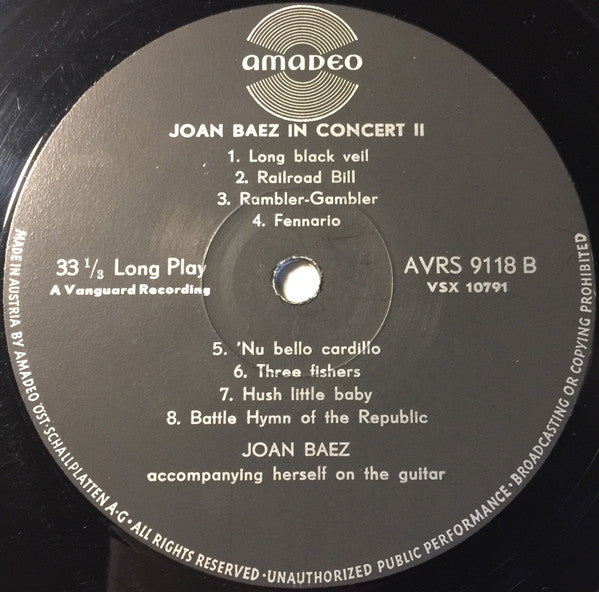 amadeo
JOAN BAEZ IN CONCERT II
1. Long black veil
2. Railroad Bill
3. Rambler-Gambler
4. Fennario
33 1/3 Long Play
A Vanguard Recording
AVRS 9118 B
VSX 10791
5. 'Nu bello cardillo
6. Three fishers
7. Hush little baby
8. Battle Hymn of the Republic
JOAN BAEZ
accompanying herself on the guitar
MADE IN AUSTRIA BY AMADEO ÖST. SCHALLPLATTEN A·G · ALL RIGHTS RESERVED · UNAUTHORIZED PUBLIC PERFORMANCE · BROADCASTING OR COPYING PROHIBITED